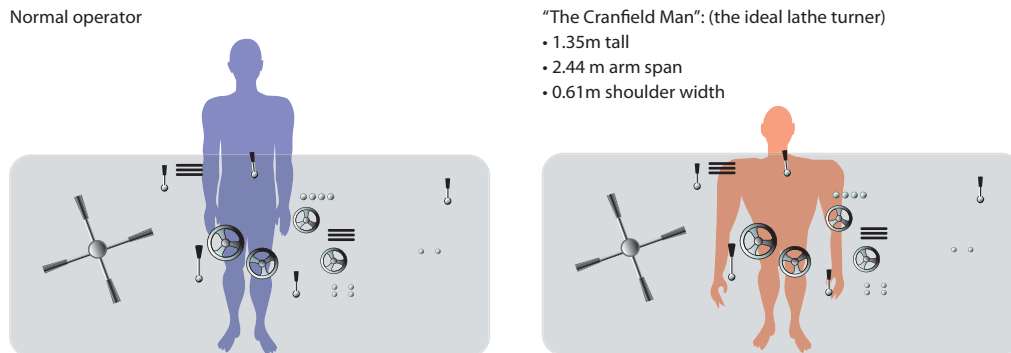 Normal operator
“The Cranfield Man”: (the ideal lathe turner)
• 1.35m tall
• 2.44 m arm span
• 0.61m shoulder width